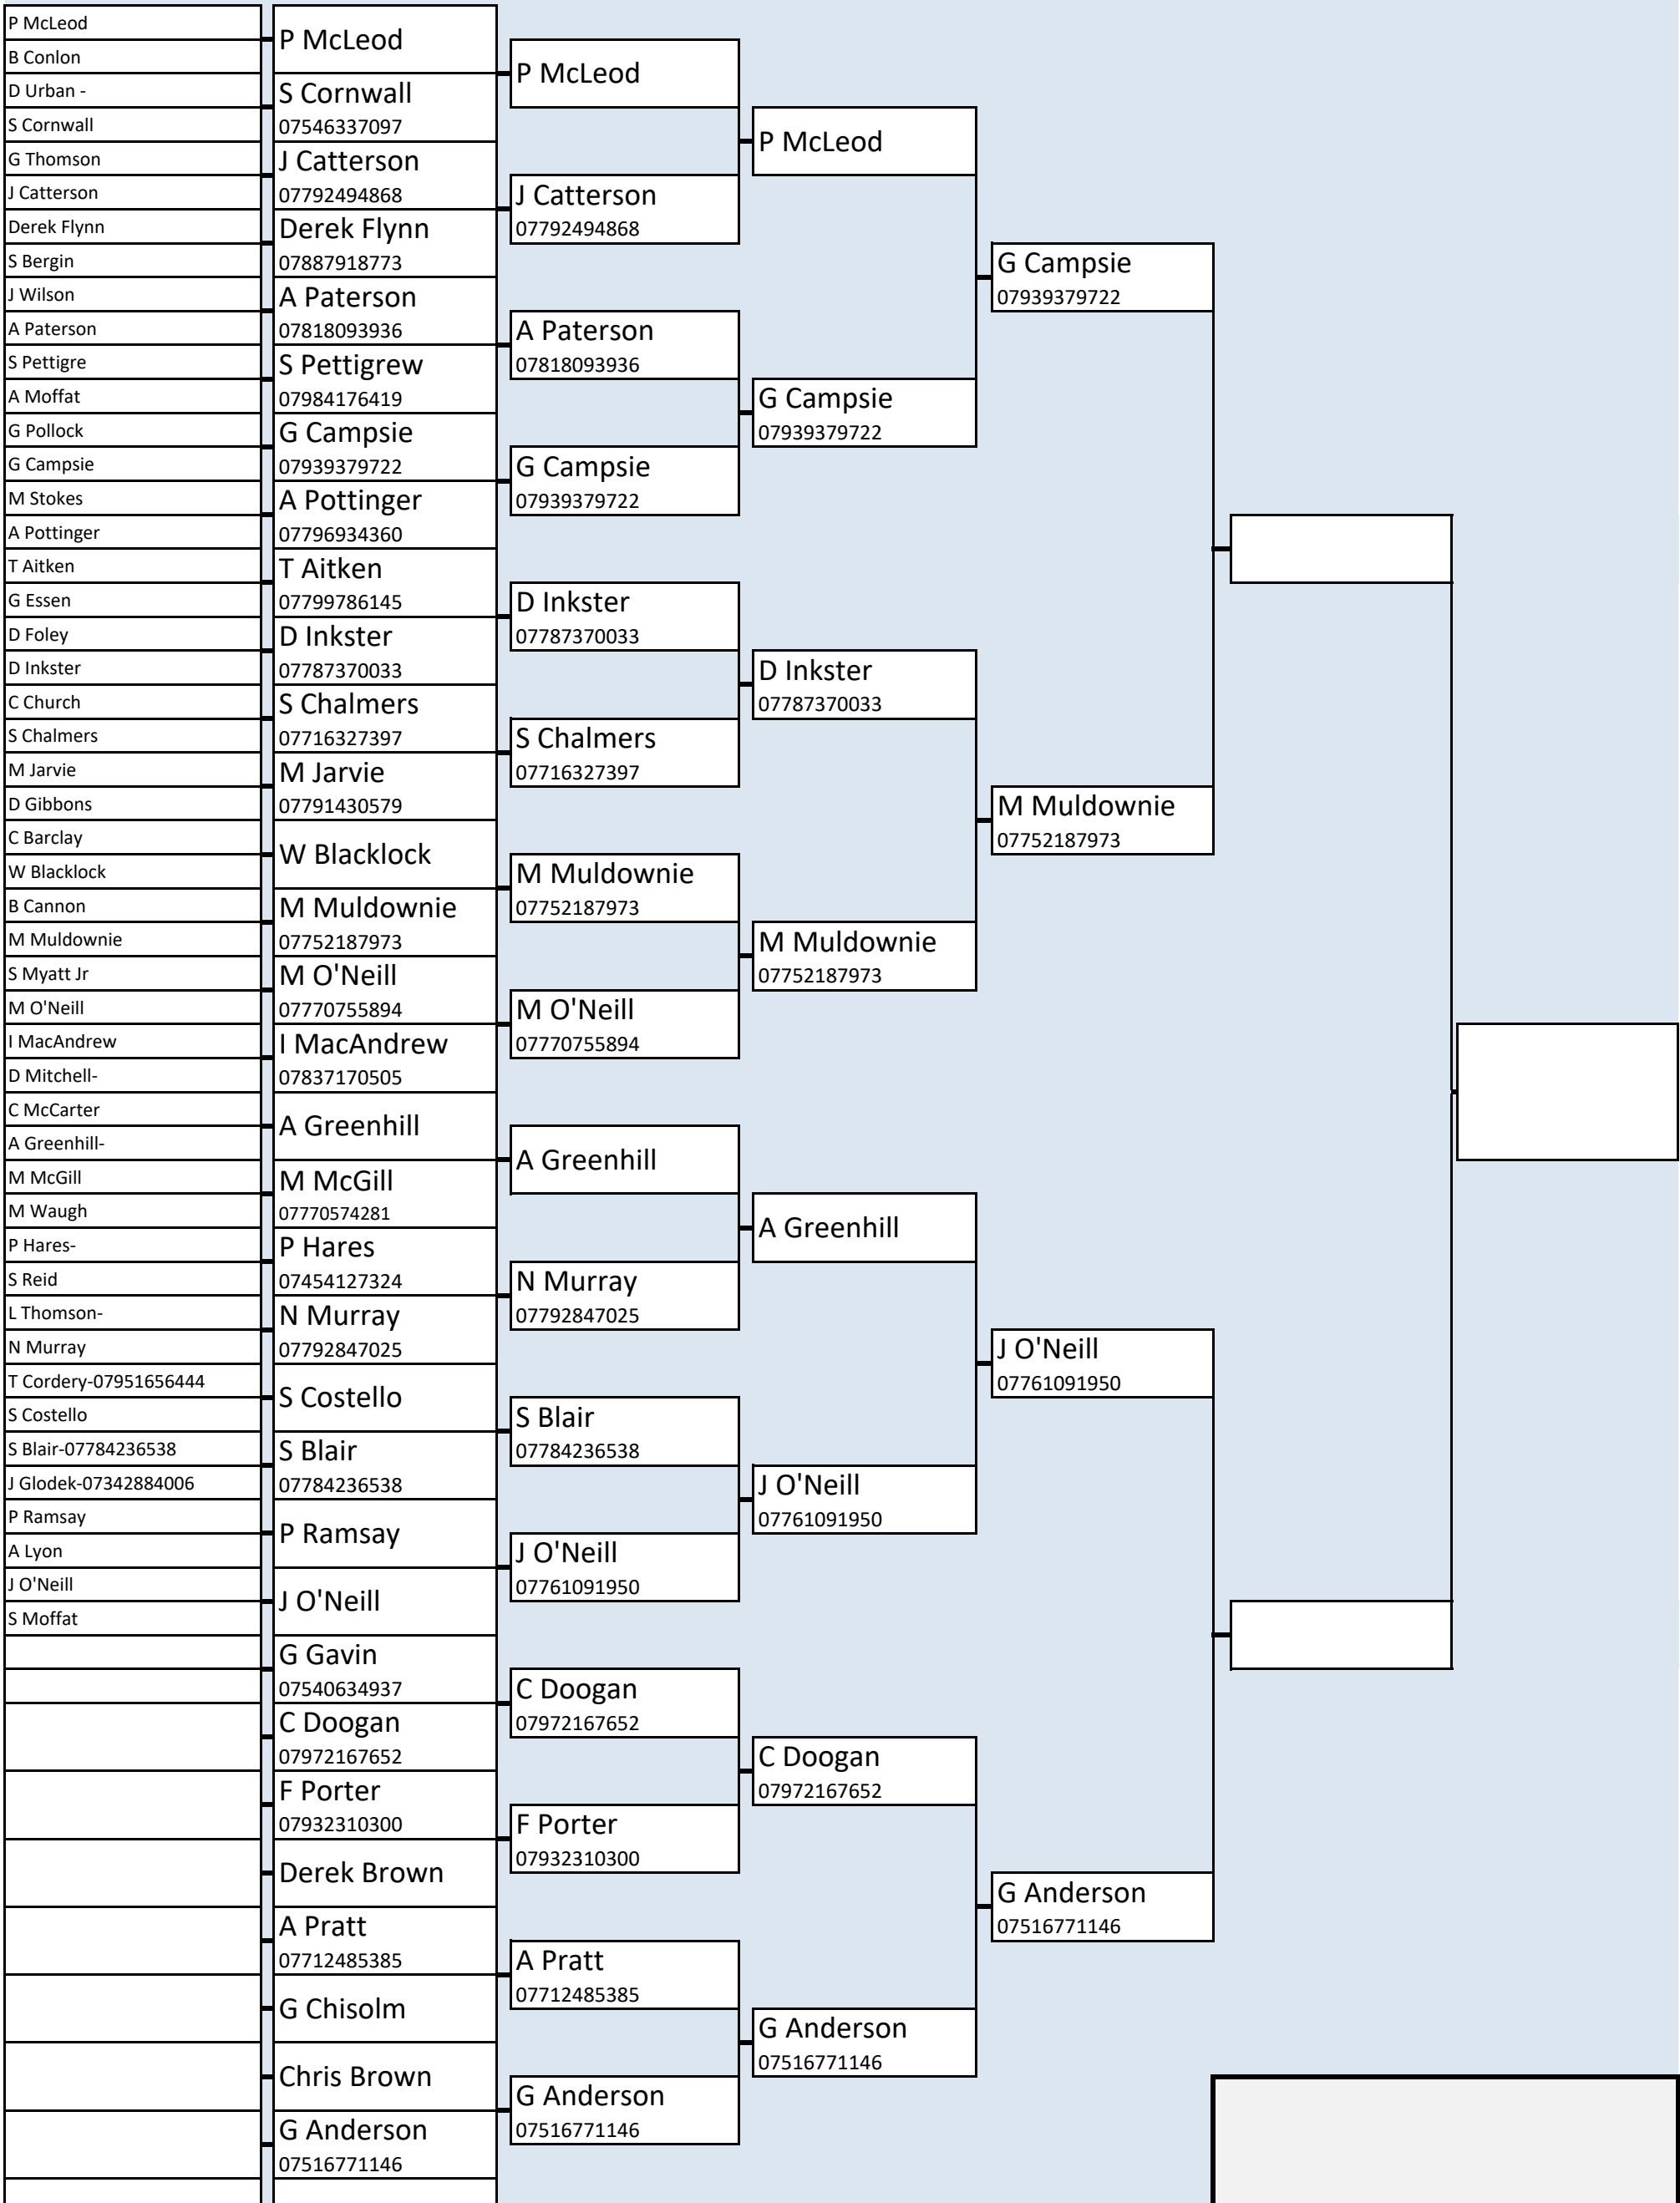 P McLeod
B Conlon
D Urban -
S Cornwall
G Thomson
J Catterson
Derek Flynn
S Bergin
J Wilson
A Paterson
S Pettigre
A Moffat
G Pollock
G Campsie
M Stokes
A Pottinger
T Aitken
G Essen
D Foley
D Inkster
C Church
S Chalmers
M Jarvie
D Gibbons
C Barclay
W Blacklock
B Cannon
M Muldownie
S Myatt Jr
M O'Neill
I MacAndrew
D Mitchell-
C McCarter
A Greenhill-
M McGill
M Waugh
P Hares-
S Reid
L Thomson-
N Murray
T Cordery-07951656444
S Costello
S Blair-07784236538
J Glodek-07342884006
P Ramsay
A Lyon
J O'Neill
S Moffat
P McLeod
S Cornwall
07546337097
J Catterson
07792494868
Derek Flynn
07887918773
A Paterson
07818093936
S Pettigrew
07984176419
G Campsie
07939379722
A Pottinger
07796934360
T Aitken
07799786145
D Inkster
07787370033
S Chalmers
07716327397
M Jarvie
07791430579
W Blacklock
M Muldownie
07752187973
M O'Neill
07770755894
I MacAndrew
07837170505
A Greenhill
M McGill
07770574281
P Hares
07454127324
N Murray
07792847025
S Costello
S Blair
07784236538
P Ramsay
J O'Neill
G Gavin
07540634937
C Doogan
07972167652
F Porter
07932310300
Derek Brown
A Pratt
07712485385
G Chisolm
Chris Brown
G Anderson
07516771146
P McLeod
J Catterson
07792494868
A Paterson
07818093936
G Campsie
07939379722
D Inkster
07787370033
S Chalmers
07716327397
M Muldownie
07752187973
M O'Neill
07770755894
A Greenhill
N Murray
07792847025
S Blair
07784236538
J O'Neill
07761091950
C Doogan
07972167652
F Porter
07932310300
A Pratt
07712485385
G Anderson
07516771146
P McLeod
G Campsie
07939379722
D Inkster
07787370033
M Muldownie
07752187973
A Greenhill
J O'Neill
07761091950
C Doogan
07972167652
G Anderson
07516771146
G Campsie
07939379722
M Muldownie
07752187973
J O'Neill
07761091950
G Anderson
07516771146